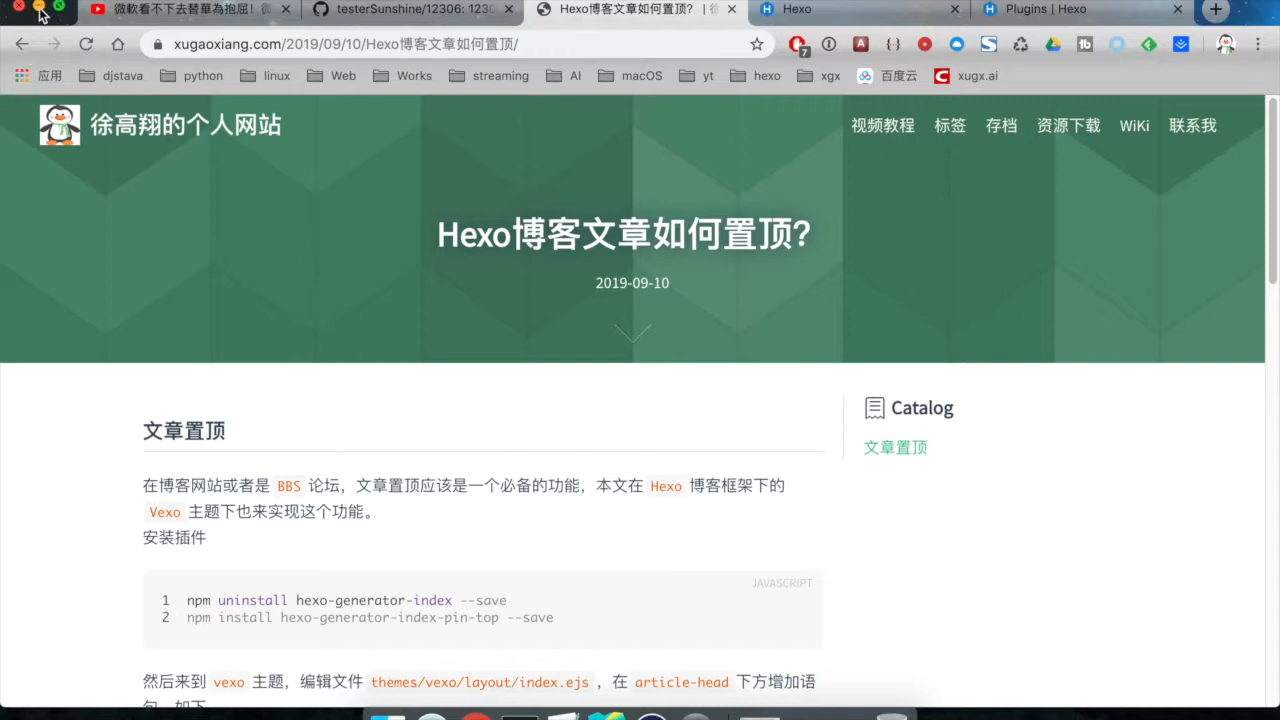 微軟看不下去替華為抱屈!
testerSunshine/12306: 1230
Hexo博客文章如何置顶? | 徐
Hexo
Plugins | Hexo
xugaoxiang.com/2019/09/10/Hexo博客文章如何置顶/
7
应用 djstava python linux Web Works streaming AI macOS yt hexo xgx 百度云 xugx.ai
徐高翔的个人网站
视频教程 标签 存档 资源下载 WiKi 联系我
Hexo博客文章如何置顶?
2019-09-10
Catalog
文章置顶
文章置顶
在博客网站或者是 BBS 论坛，文章置顶应该是一个必备的功能，本文在 Hexo 博客框架下的
Vexo 主题下也来实现这个功能。
安装插件
JAVASCRIPT
1 npm uninstall hexo-generator-index --save
2 npm install hexo-generator-index-pin-top --save
然后来到 vexo 主题，编辑文件 themes/vexo/layout/index.ejs ，在 article-head 下方增加语
句，如下